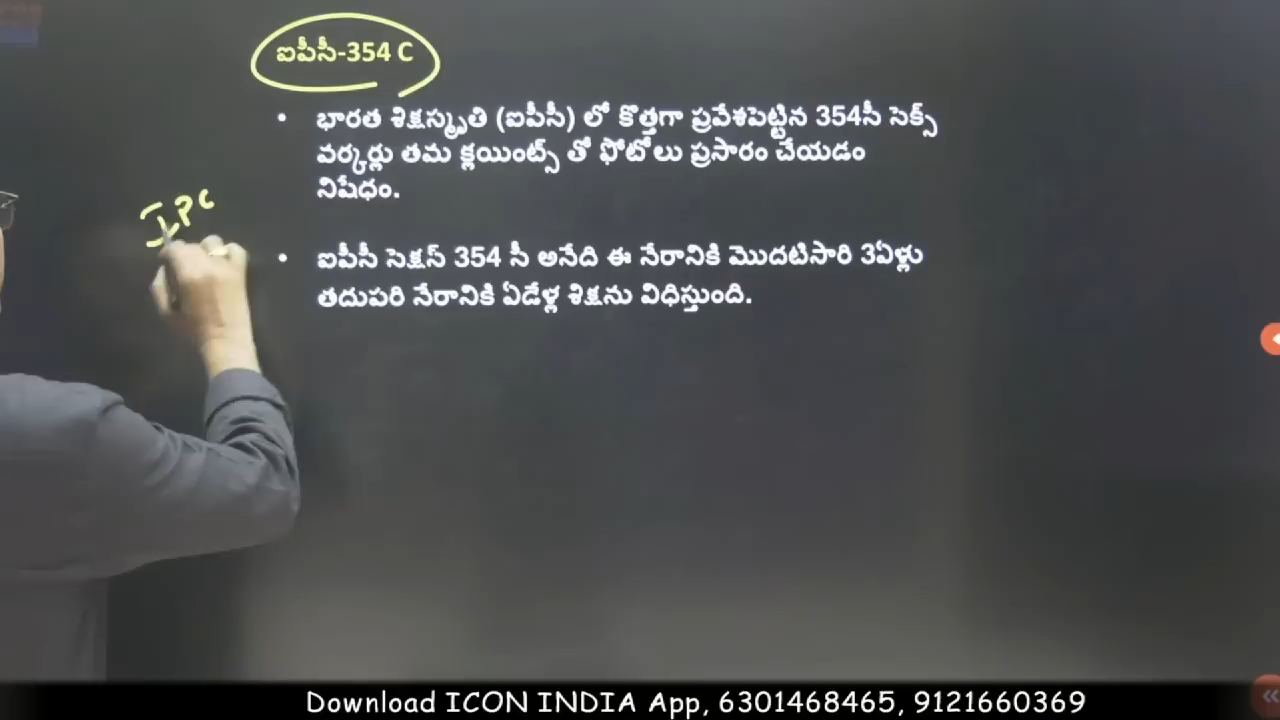 ఐపీసీ-354 C
• భారత శిక్షస్మృతి (ఐపీసీ) లో కొత్తగా ప్రవేశపెట్టిన 354సీ సెక్స్
వర్కర్లు తమ క్లయింట్స్ తో ఫోటోలు ప్రసారం చేయడం
నిషేధం.
IPC
• ఐపీసీ సెక్షస్ 354 సీ అనేది ఈ నేరానికి మొదటిసారి 3ఏళ్లు
తదుపరి నేరానికి ఏడేళ్ల శిక్షను విధిస్తుంది.
Download ICON INDIA App, 6301468465, 9121660369